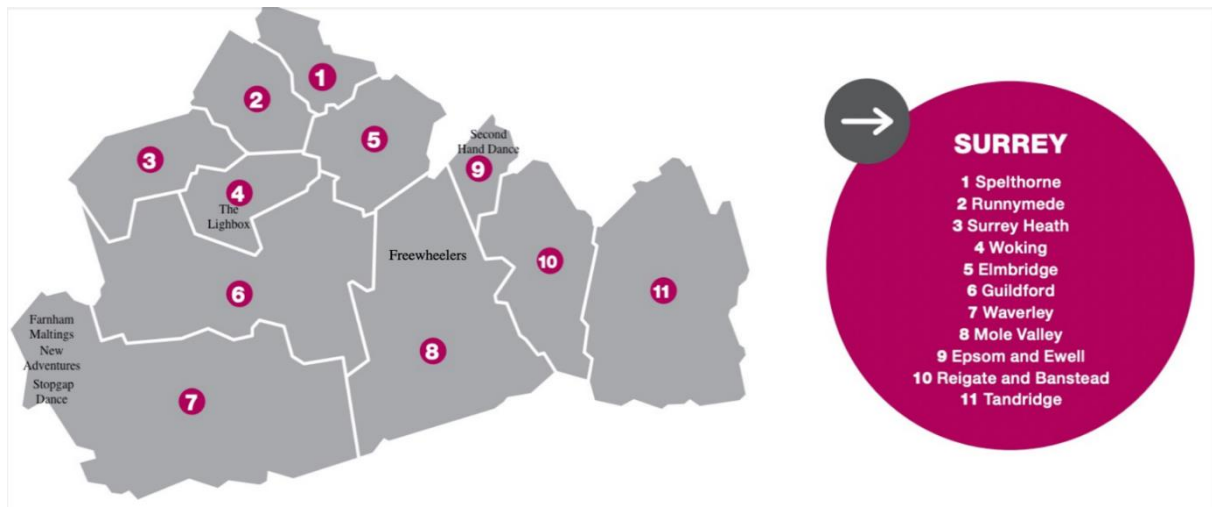 1
2
5
Second
Hand Dance
9
3
4
The
Lighbox
Freewheelers
10
6
11
Farnham
Maltings
New
Adventures
Stopgap
Dance
8
7
SURREY
1 Spelthorne
2 Runnymede
3 Surrey Heath
4 Woking
5 Elmbridge
6 Guildford
7 Waverley
8 Mole Valley
9 Epsom and Ewell
10 Reigate and Banstead
11 Tandridge